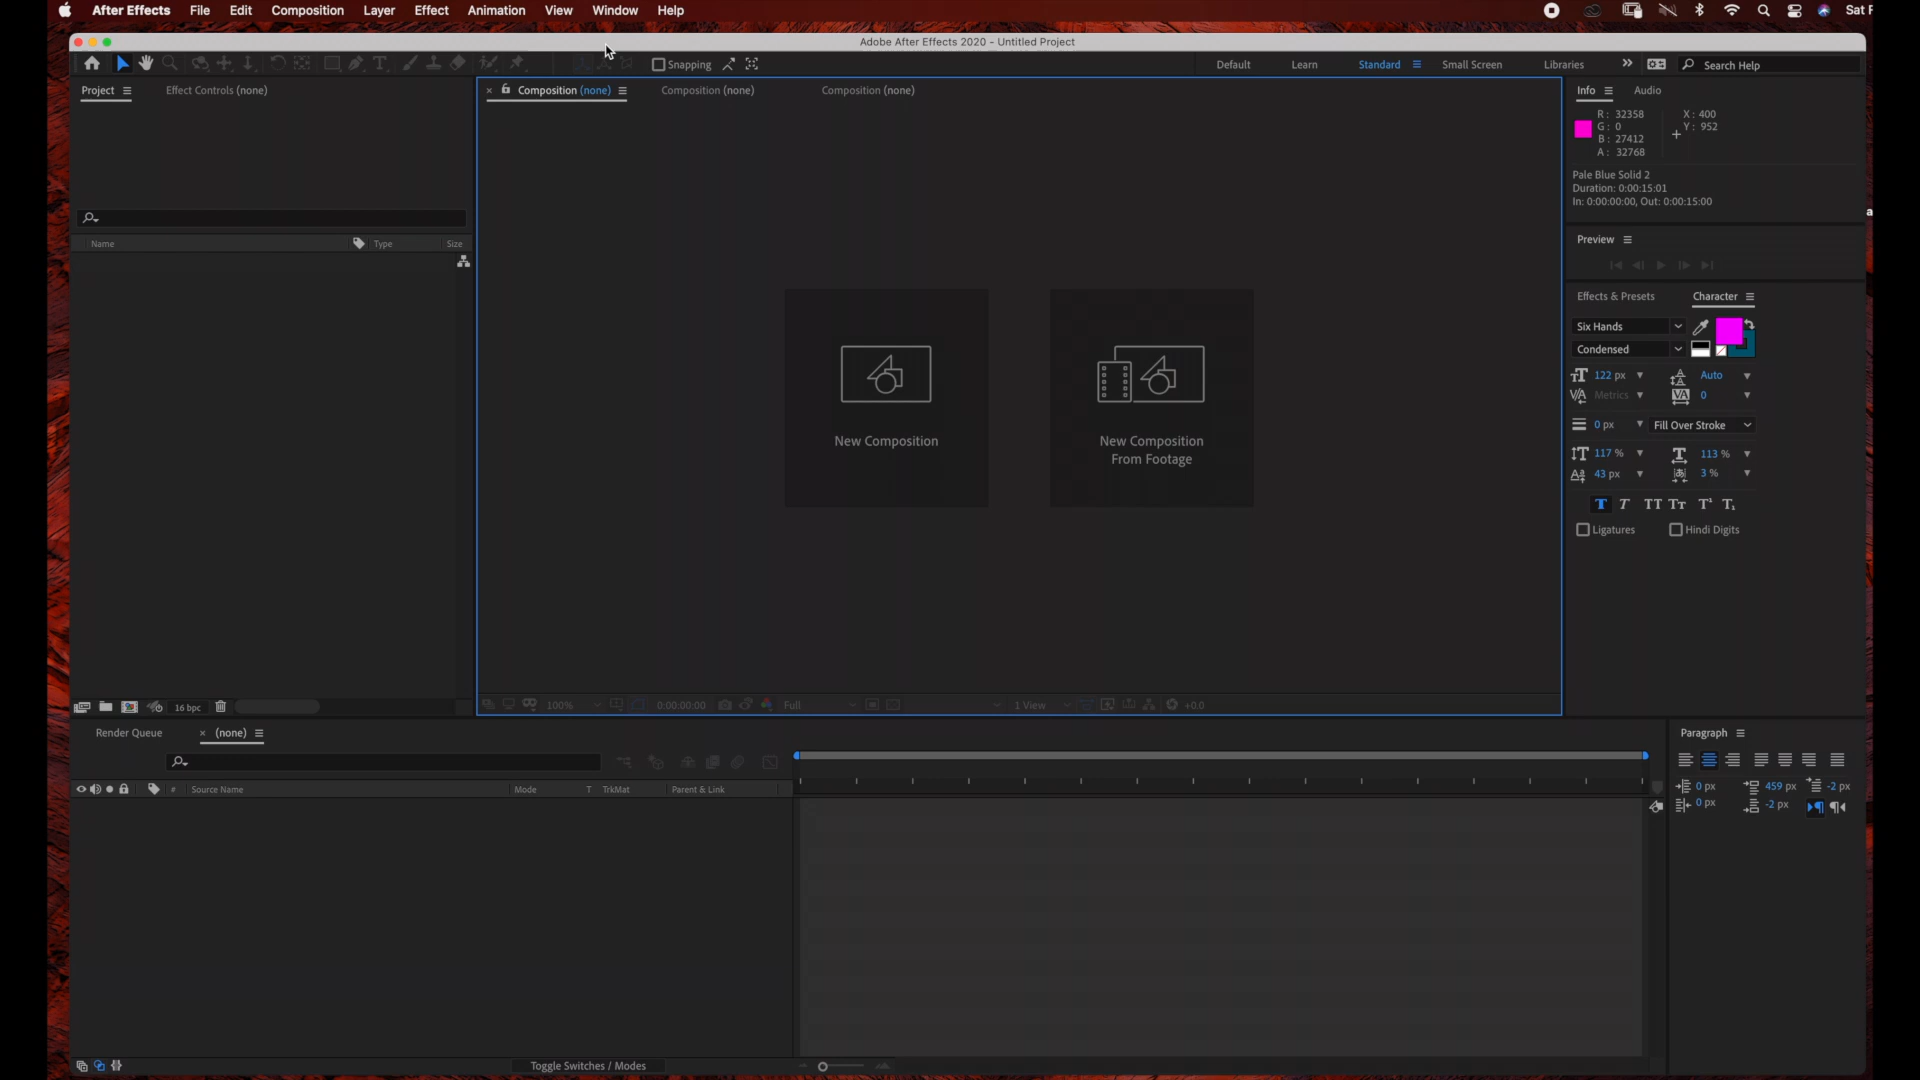 After Effects File Edit Composition Layer Effect Animation View Window Help
Adobe After Effects 2020 - Untitled Project
Snapping Default Learn Standard Small Screen Libraries Search Help
Project Effect Controls (none) Composition (none) Composition (none) Composition (none) Info Audio
R: 32358 X: 400
G: 0 Y: 952
B: 27412
A: 32768
Pale Blue Solid 2
Duration: 0:00:15:01
In: 0:00:00:00, Out: 0:00:15:00
Name Type Size
Preview
Effects & Presets Character
Six Hands
Condensed
122 px Auto
Metrics 0
0 px Fill Over Stroke
117 % 113 %
43 px 3 %
Ligatures Hindi Digits
New Composition
New Composition
From Footage
16 bpc 100% 0:00:00:00 Full 1 View +0.0
Render Queue (none) Paragraph
# Source Name Mode T TrkMat Parent & Link
0 px 459 px -2 px
0 px -2 px
Toggle Switches / Modes